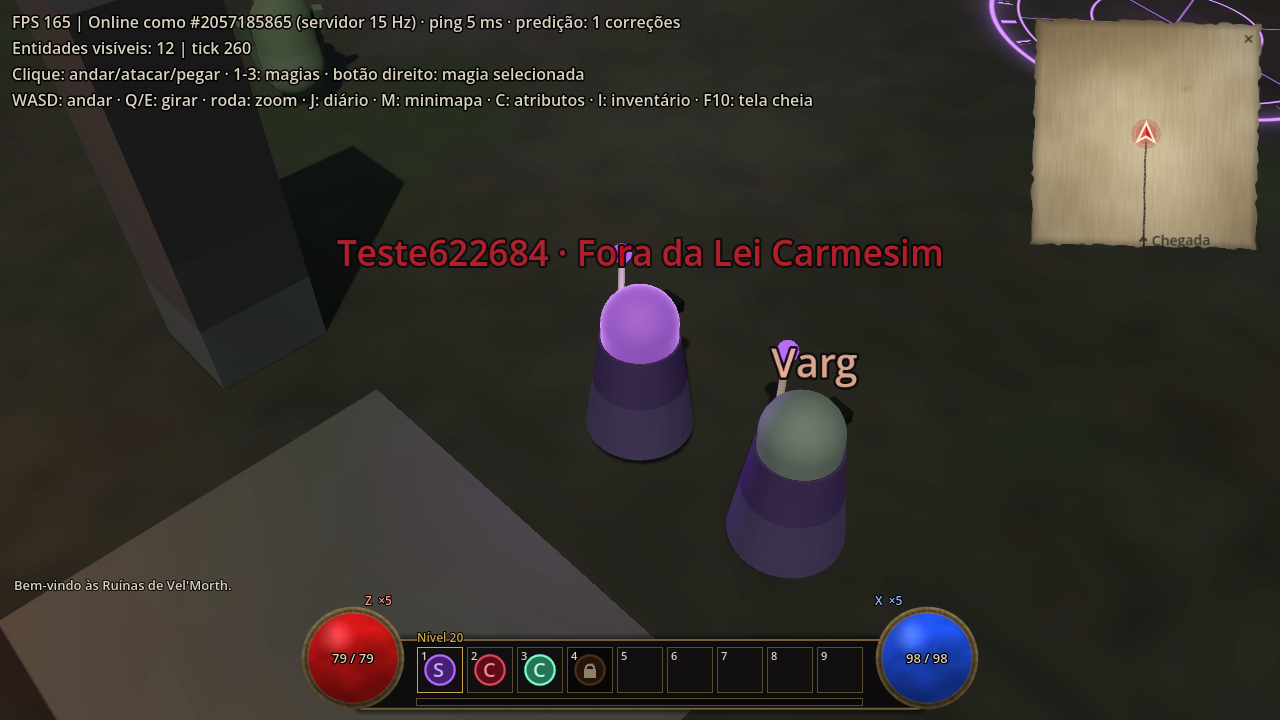 FPS 165 | Online como #2057185865 (servidor 15 Hz) · ping 5 ms · predição: 1 correções
Entidades visíveis: 12 | tick 260
Clique: andar/atacar/pegar · 1-3: magias · botão direito: magia selecionada
WASD: andar · Q/E: girar · roda: zoom · J: diário · M: minimapa · C: atributos · I: inventário · F10: tela cheia
×
Chegada
Teste622684 · Fora da Lei Carmesim
Varg
Bem-vindo às Ruínas de Vel'Morth.
Z ×5
X ×5
Nível 20
79 / 79
1 2 3 4 5 6 7 8 9
S C C
98 / 98